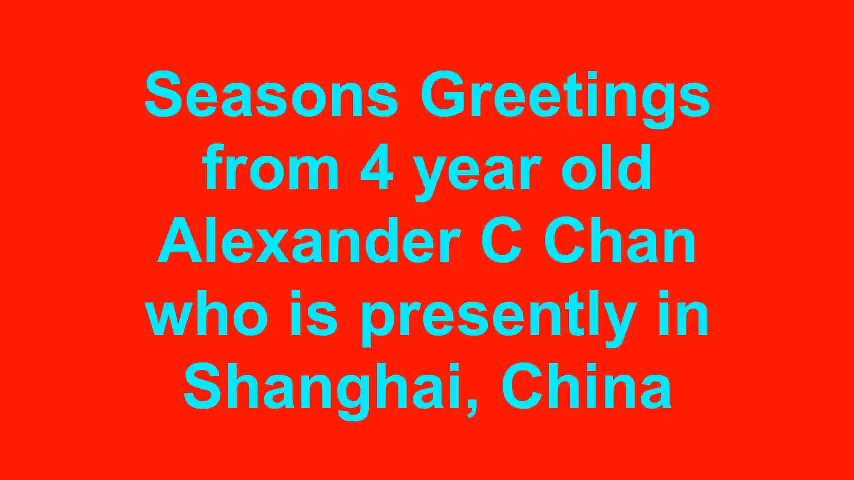 Seasons Greetings
from 4 year old
Alexander C Chan
who is presently in
Shanghai, China